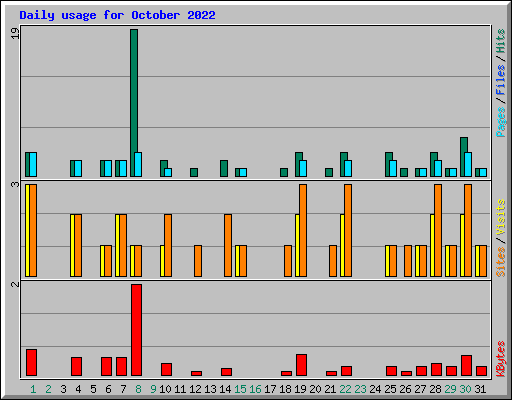 Daily usage for October 2022
19
Pages / Files / Hits
3
Sites / Visits
2
KBytes
1 2 3 4 5 6 7 8 9 10 11 12 13 14 15 16 17 18 19 20 21 22 23 24 25 26 27 28 29 30 31